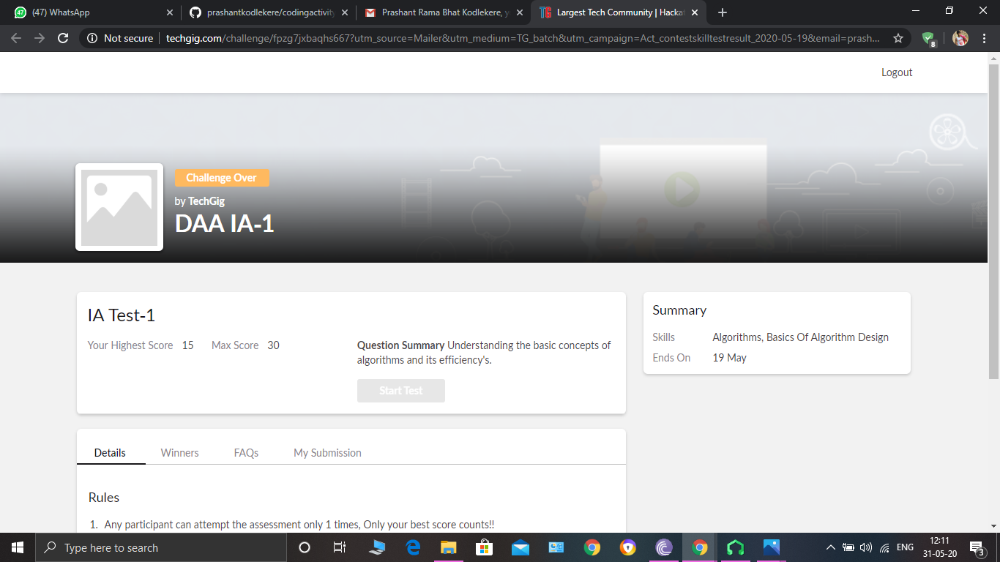 (47) WhatsApp
prashantkodlekere/codingactivity
Prashant Rama Bhat Kodlekere, y
TG Largest Tech Community | Hacka
Not secure | techgig.com/challenge/fpzg7jxbaqhs667?utm_source=Mailer&utm_medium=TG_batch&utm_campaign=Act_contestskilltestresult_2020-05-19&email=prash...
8
Logout
Challenge Over
by TechGig
DAA IA-1
IA Test-1
Your Highest Score 15 Max Score 30
Question Summary Understanding the basic concepts of
algorithms and its efficiency's.
Start Test
Summary
Skills Algorithms, Basics Of Algorithm Design
Ends On 19 May
Details Winners FAQs My Submission
Rules
1. Any participant can attempt the assessment only 1 times, Only your best score counts!!
Type here to search
ENG
12:11
31-05-20
3